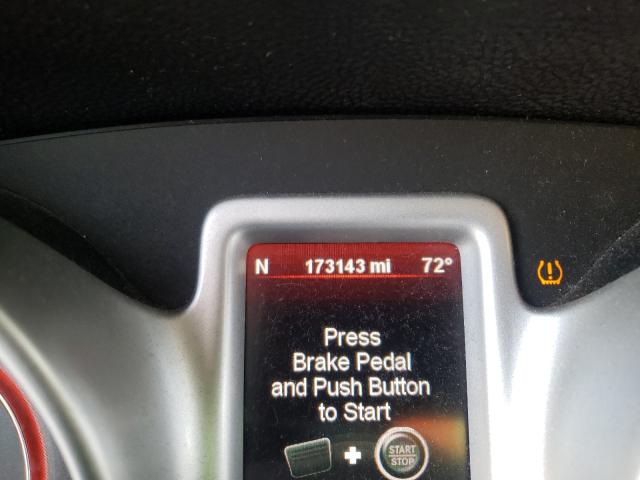 N 173143 mi 72°
Press
Brake Pedal
and Push Button
to Start
START
STOP